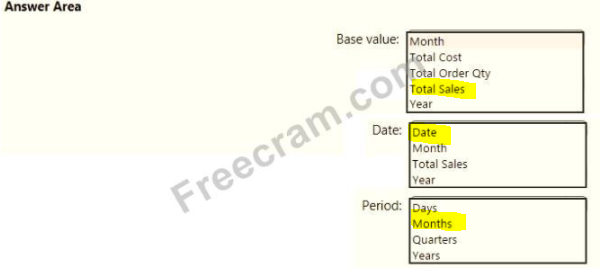 Answer Area
Base value:
Month
Total Cost
Total Order Qty
Total Sales
Year
Date:
Date
Month
Total Sales
Year
Period:
Days
Months
Quarters
Years
Freecram.com